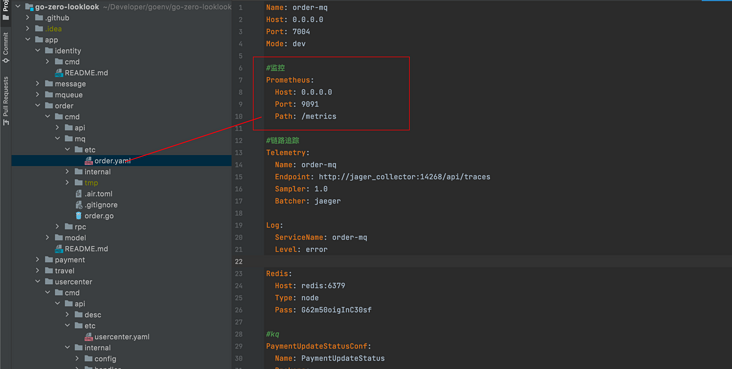 Proj
Commit
Pull Requests
go-zero-looklook ~/Developer/goenv/go-zero-look
.github
.idea
app
identity
cmd
README.md
message
mqueue
order
cmd
api
mq
etc
order.yaml
internal
tmp
.air.toml
.gitignore
order.go
rpc
model
README.md
payment
travel
usercenter
cmd
api
desc
etc
usercenter.yaml
internal
config
1 Name: order-mq
2 Host: 0.0.0.0
3 Port: 7004
4 Mode: dev
5
6 #监控
7 Prometheus:
8 Host: 0.0.0.0
9 Port: 9091
10 Path: /metrics
11
12 #链路追踪
13 Telemetry:
14 Name: order-mq
15 Endpoint: http://jager_collector:14268/api/traces
16 Sampler: 1.0
17 Batcher: jaeger
18
19 Log:
20 ServiceName: order-mq
21 Level: error
22
23 Redis:
24 Host: redis:6379
25 Type: node
26 Pass: G62m50oigInC30sf
27
28 #kq
29 PaymentUpdateStatusConf:
30 Name: PaymentUpdateStatus